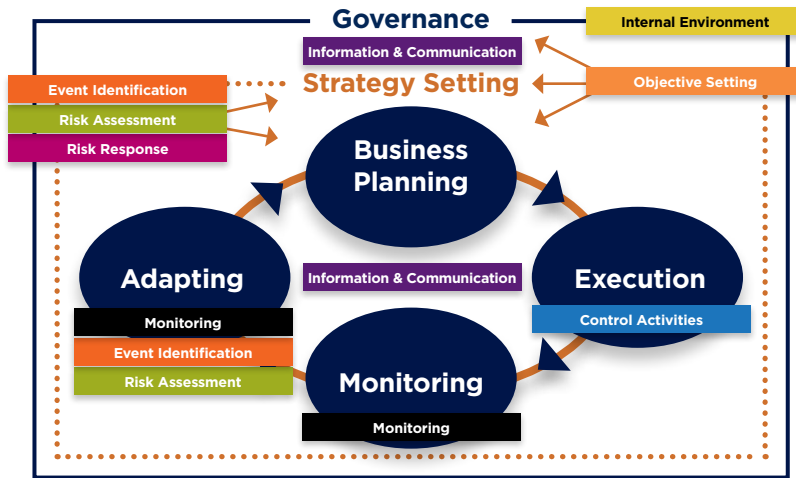 Governance
Internal Environment
Information & Communication
Strategy Setting
Objective Setting
Event Identification
Risk Assessment
Risk Response
Business
Planning
Adapting
Information & Communication
Execution
Monitoring
Control Activities
Event Identification
Risk Assessment
Monitoring
Monitoring